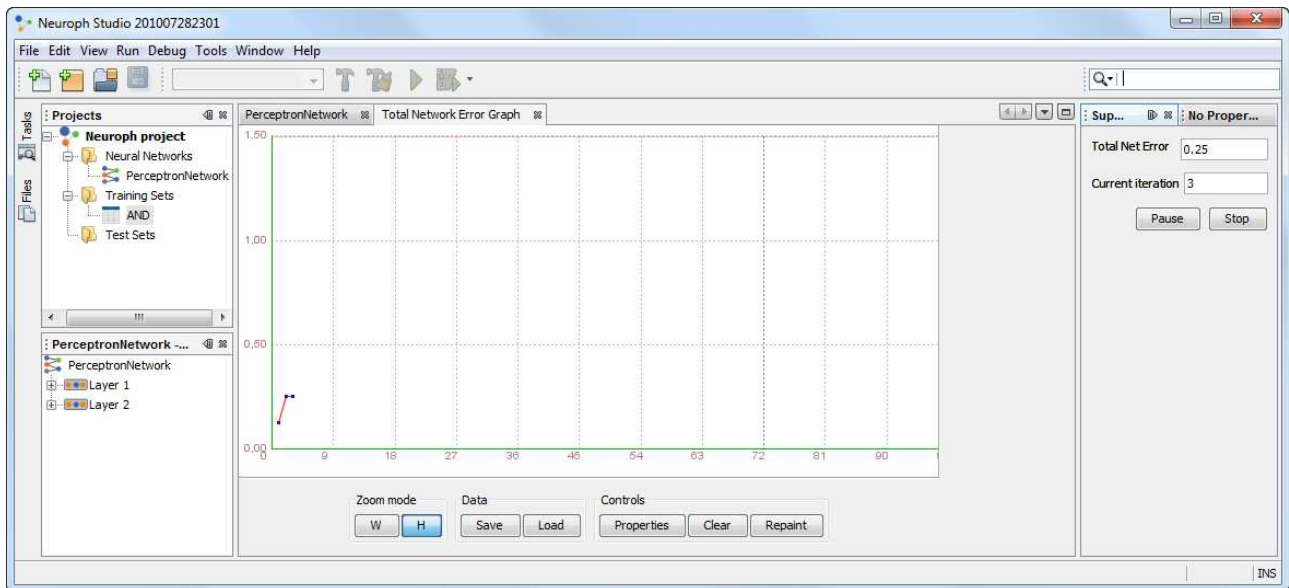 Neuroph Studio 201007282301
File Edit View Run Debug Tools Window Help
Tasks
Files
Projects
Neuroph project
Neural Networks
PerceptronNetwork
Training Sets
AND
Test Sets
PerceptronNetwork -...
PerceptronNetwork
Layer 1
Layer 2
PerceptronNetwork Total Network Error Graph
1,50
1,00
0,50
0,00
0 9 18 27 36 45 54 63 72 81 90
Zoom mode Data Controls
W H Save Load Properties Clear Repaint
Sup... No Proper...
Total Net Error 0.25
Current iteration 3
Pause Stop
INS